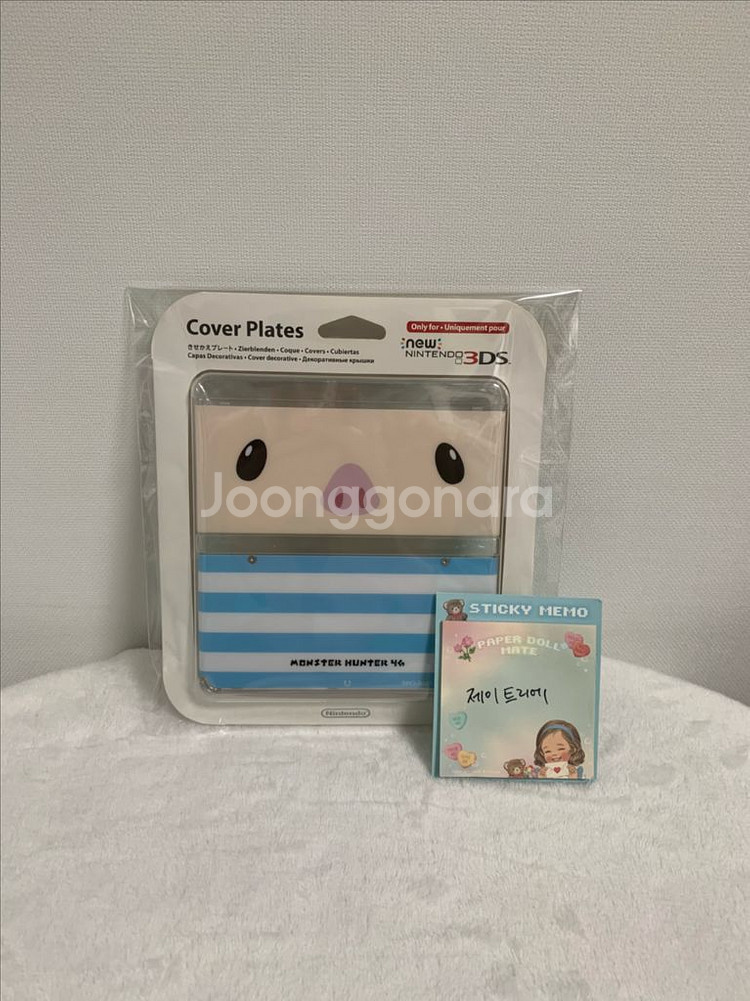 Cover Plates
Only for • Uniquement pour
きせかえプレート • Zierblenden • Coque • Covers • Cubiertas
Capas Decorativas • Cover decorative • Декоративные крышки
new
NINTENDO 3DS
Joonggonara
MONSTER HUNTER 4G
Nintendo
STICKY MEMO
PAPER DOLL
MATE
제이트리에